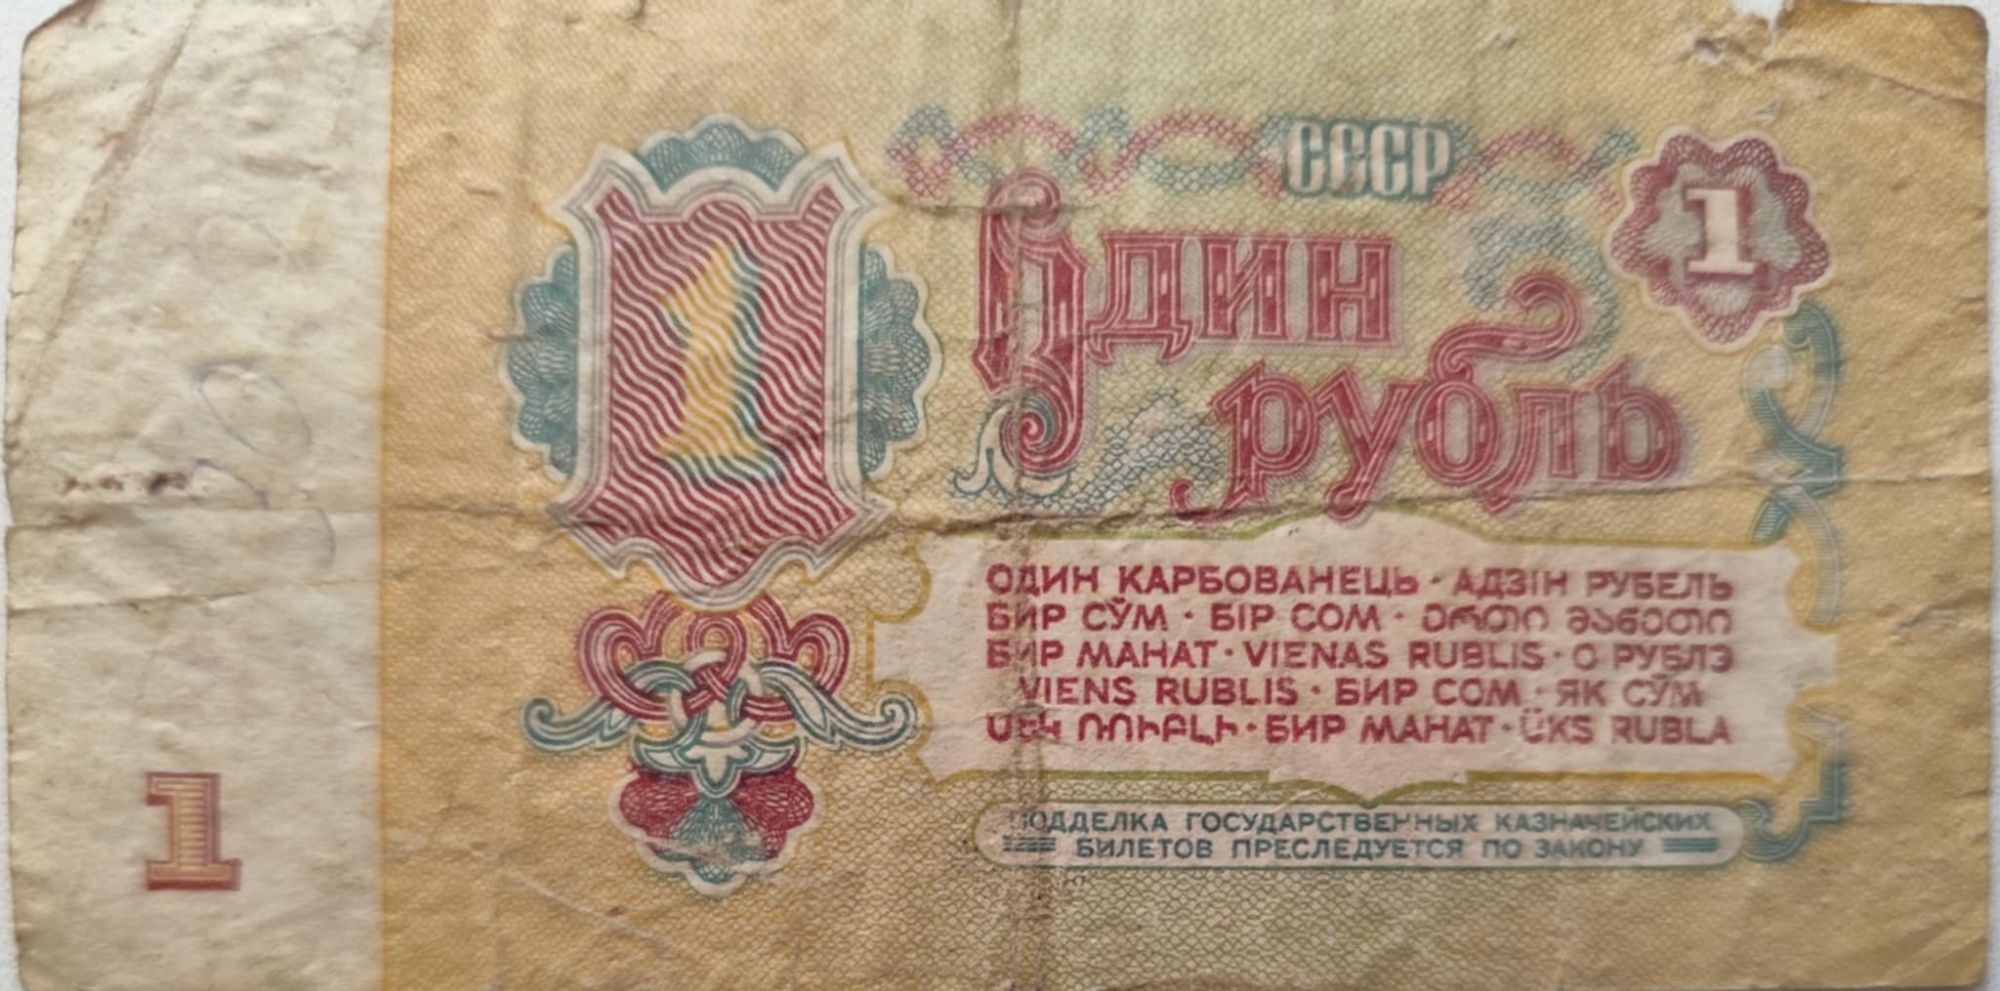 СССР
1
1
Один
рубль
ОДИН КАРБОВАНЕЦЬ · АДЗІН РУБЕЛЬ
БИР СЎМ · БІР СОМ · ᲔᲠᲗᲘ ᲛᲐᲜᲔᲗᲘ
БИР МАНАТ · VIENAS RUBLIS · О РУБЛЭ
VIENS RUBLIS · БИР СОМ · ЯК СӮМ
ՄԵԿ ՌՈՒԲԼԻ · БИР МАНАТ · ÜKS RUBLA
1
ПОДДЕЛКА ГОСУДАРСТВЕННЫХ КАЗНАЧЕЙСКИХ
БИЛЕТОВ ПРЕСЛЕДУЕТСЯ ПО ЗАКОНУ